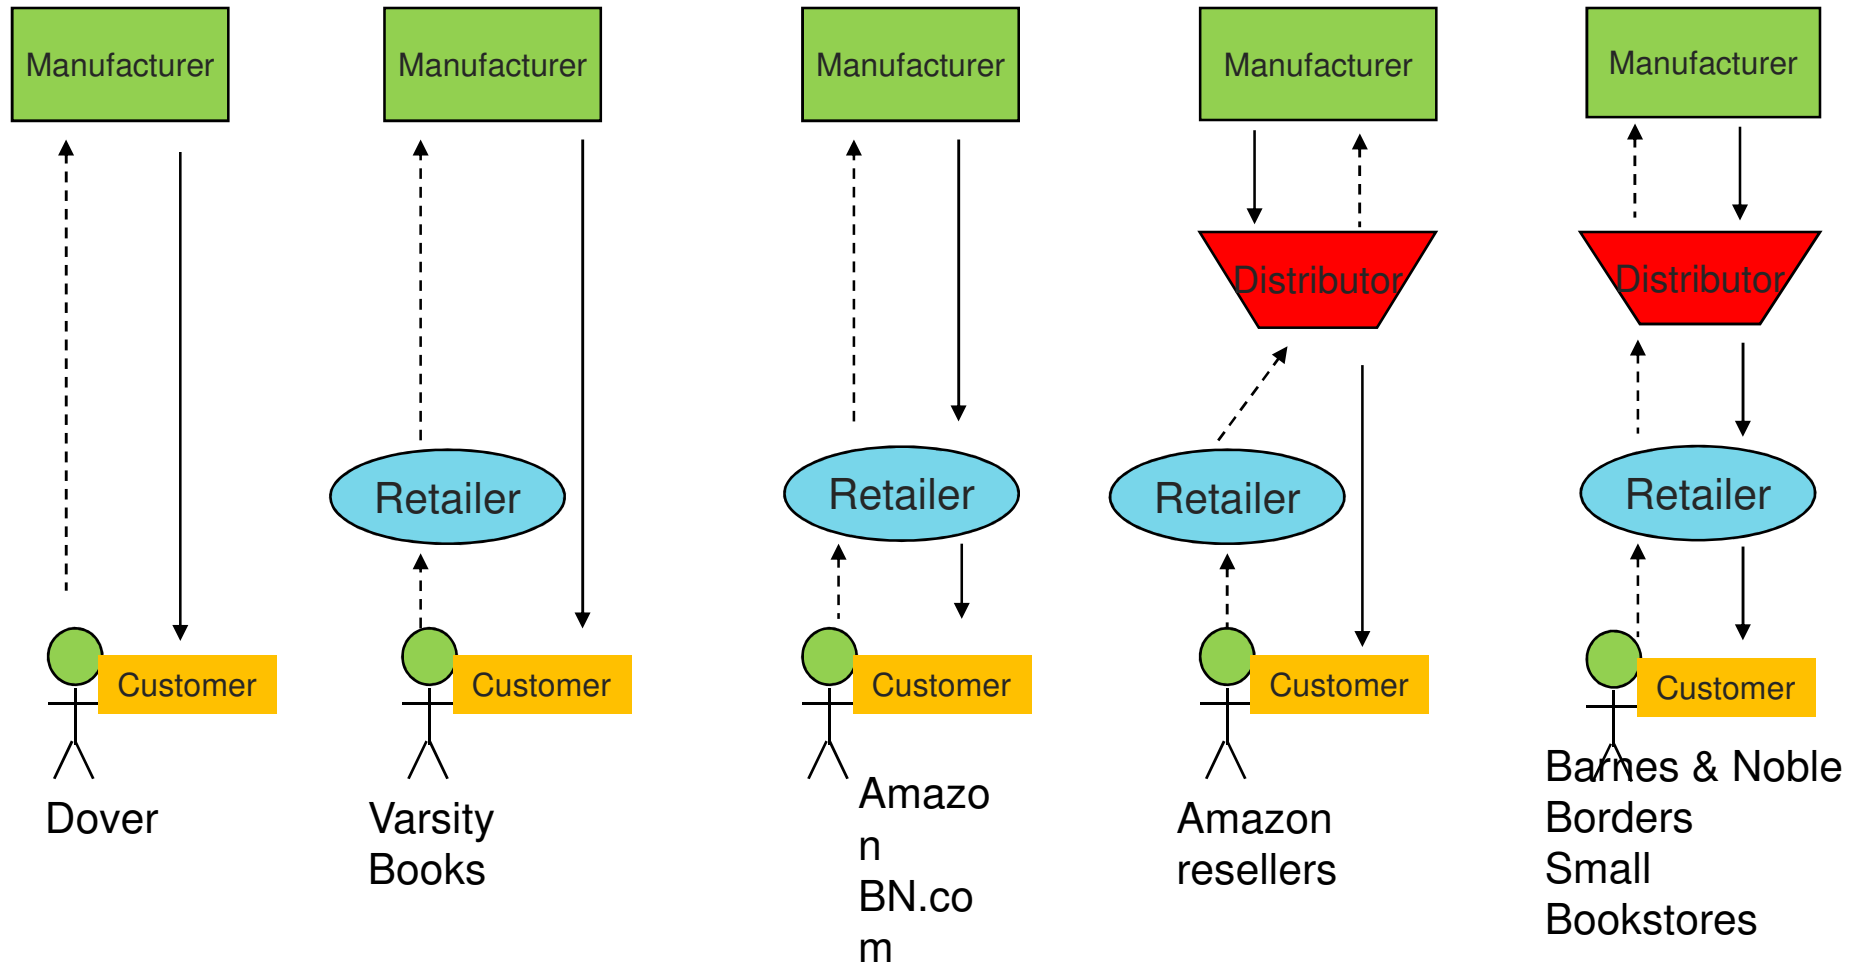 Manufacturer
Manufacturer
Manufacturer
Manufacturer
Manufacturer
Distributor
Distributor
Retailer
Retailer
Retailer
Retailer
Customer
Customer
Customer
Customer
Customer
Dover
Varsity
Books
Amazo
n
BN.co
m
Amazon
resellers
Barnes & Noble
Borders
Small
Bookstores